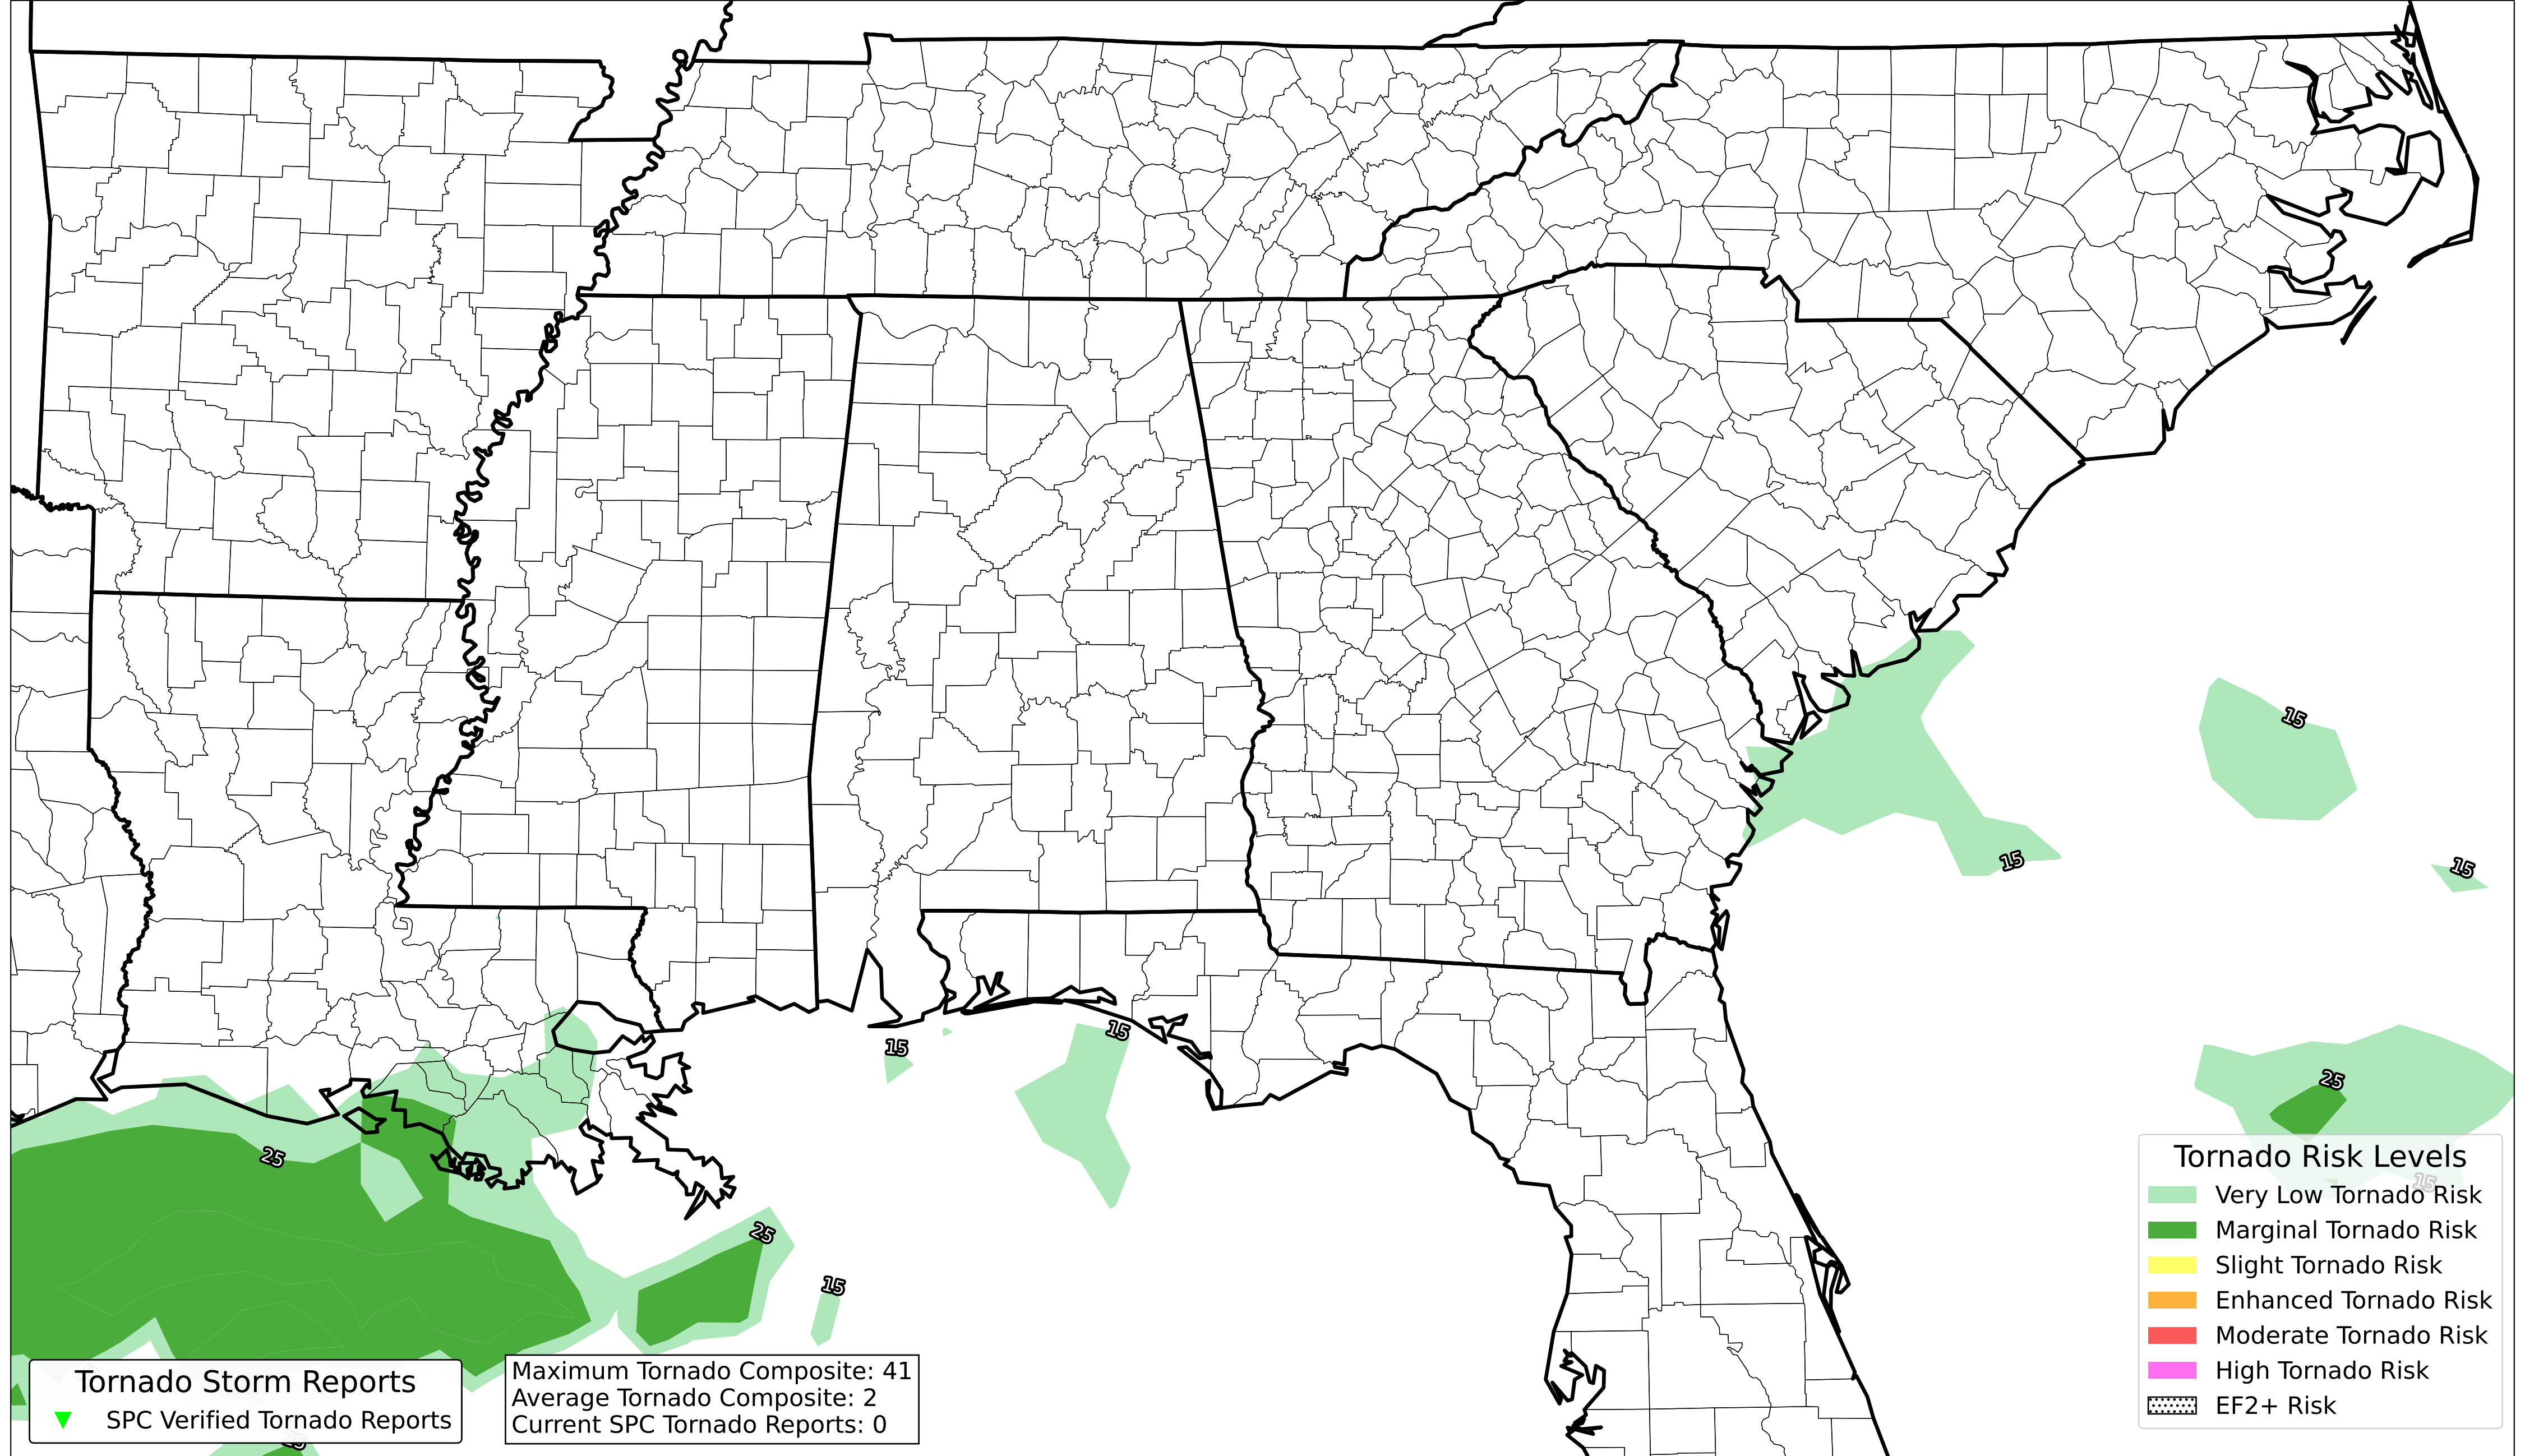 15
15
15
15
15
25
25
25
15
15
Tornado Risk Levels
Very Low Tornado Risk
Marginal Tornado Risk
Slight Tornado Risk
Enhanced Tornado Risk
Moderate Tornado Risk
High Tornado Risk
EF2+ Risk
Tornado Storm Reports
SPC Verified Tornado Reports
Maximum Tornado Composite: 41
Average Tornado Composite: 2
Current SPC Tornado Reports: 0